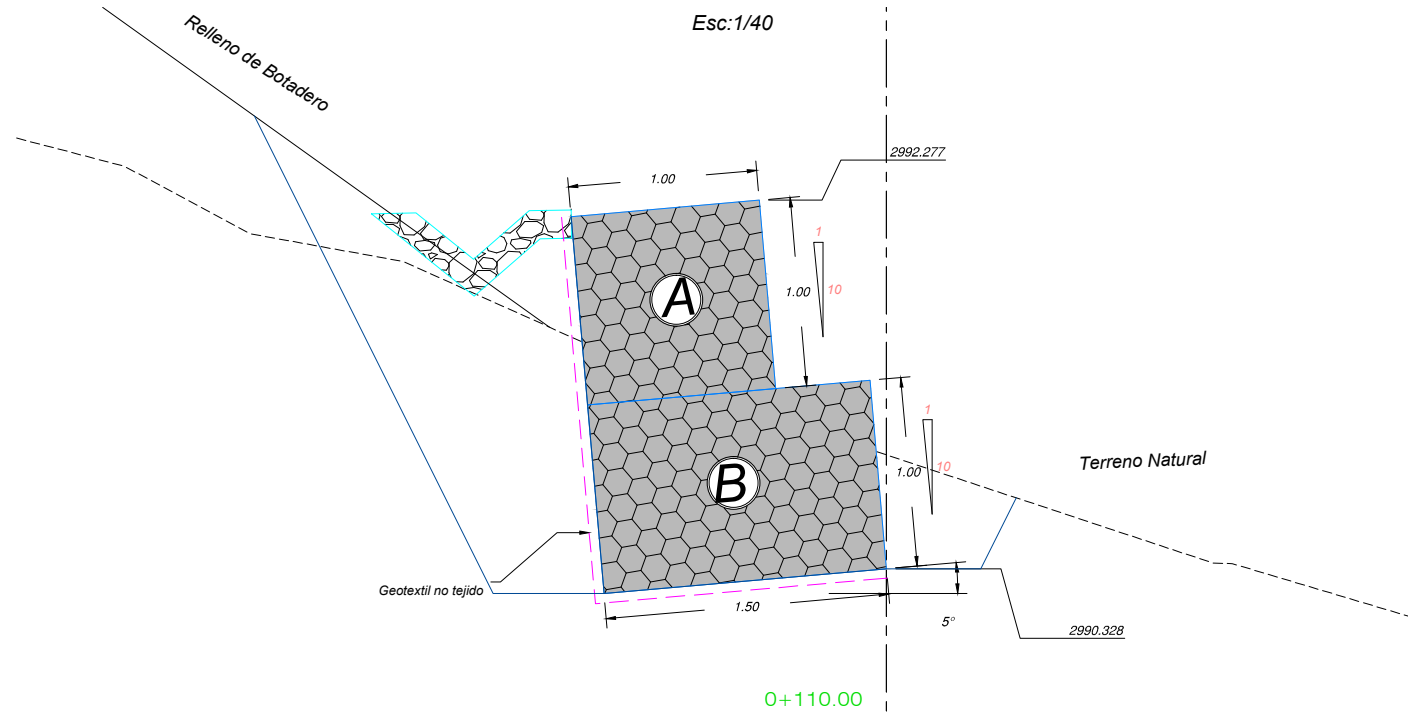 Esc:1/40
Relleno de Botadero
2992.277
1.00
1
10
1.00
A
1
10
1.00
B
Terreno Natural
Geotextil no tejido
1.50
5°
2990.328
0+110.00